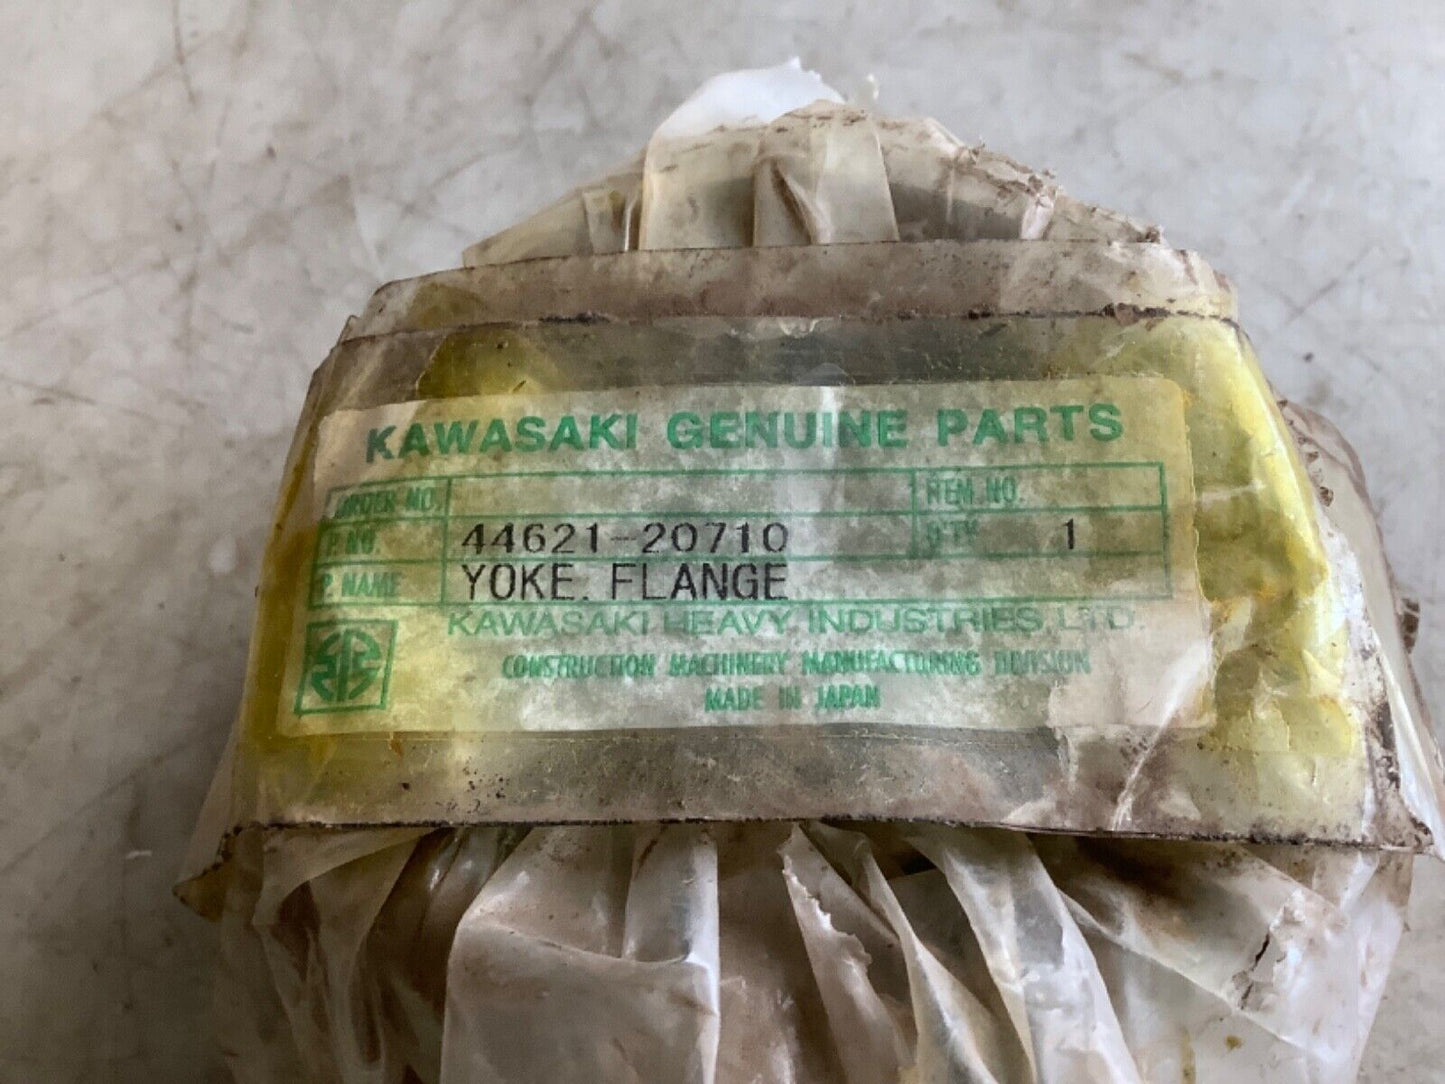 KAWASAKI GENUINE PARTS
ORDER NO. ITEM NO.
P. NO. 44621-20710 Q'TY 1
P. NAME YOKE. FLANGE
KAWASAKI HEAVY INDUSTRIES, LTD.
CONSTRUCTION MACHINERY MANUFACTURING DIVISION
MADE IN JAPAN